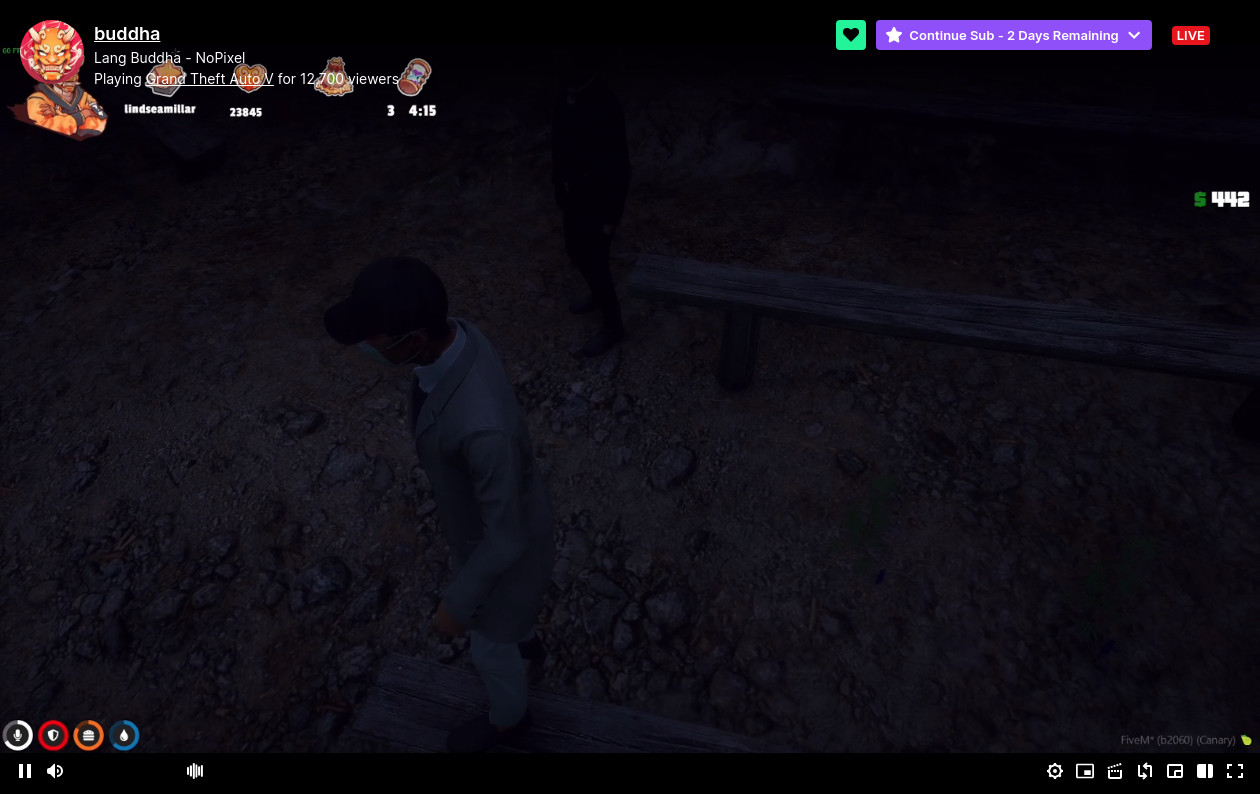 buddha
Lang Buddha - NoPixel
Playing Grand Theft Auto V for 12,700 viewers
Continue Sub - 2 Days Remaining
LIVE
lindseamillar
23845
3
4:15
$ 442
FiveM* (b2060) (Canary)